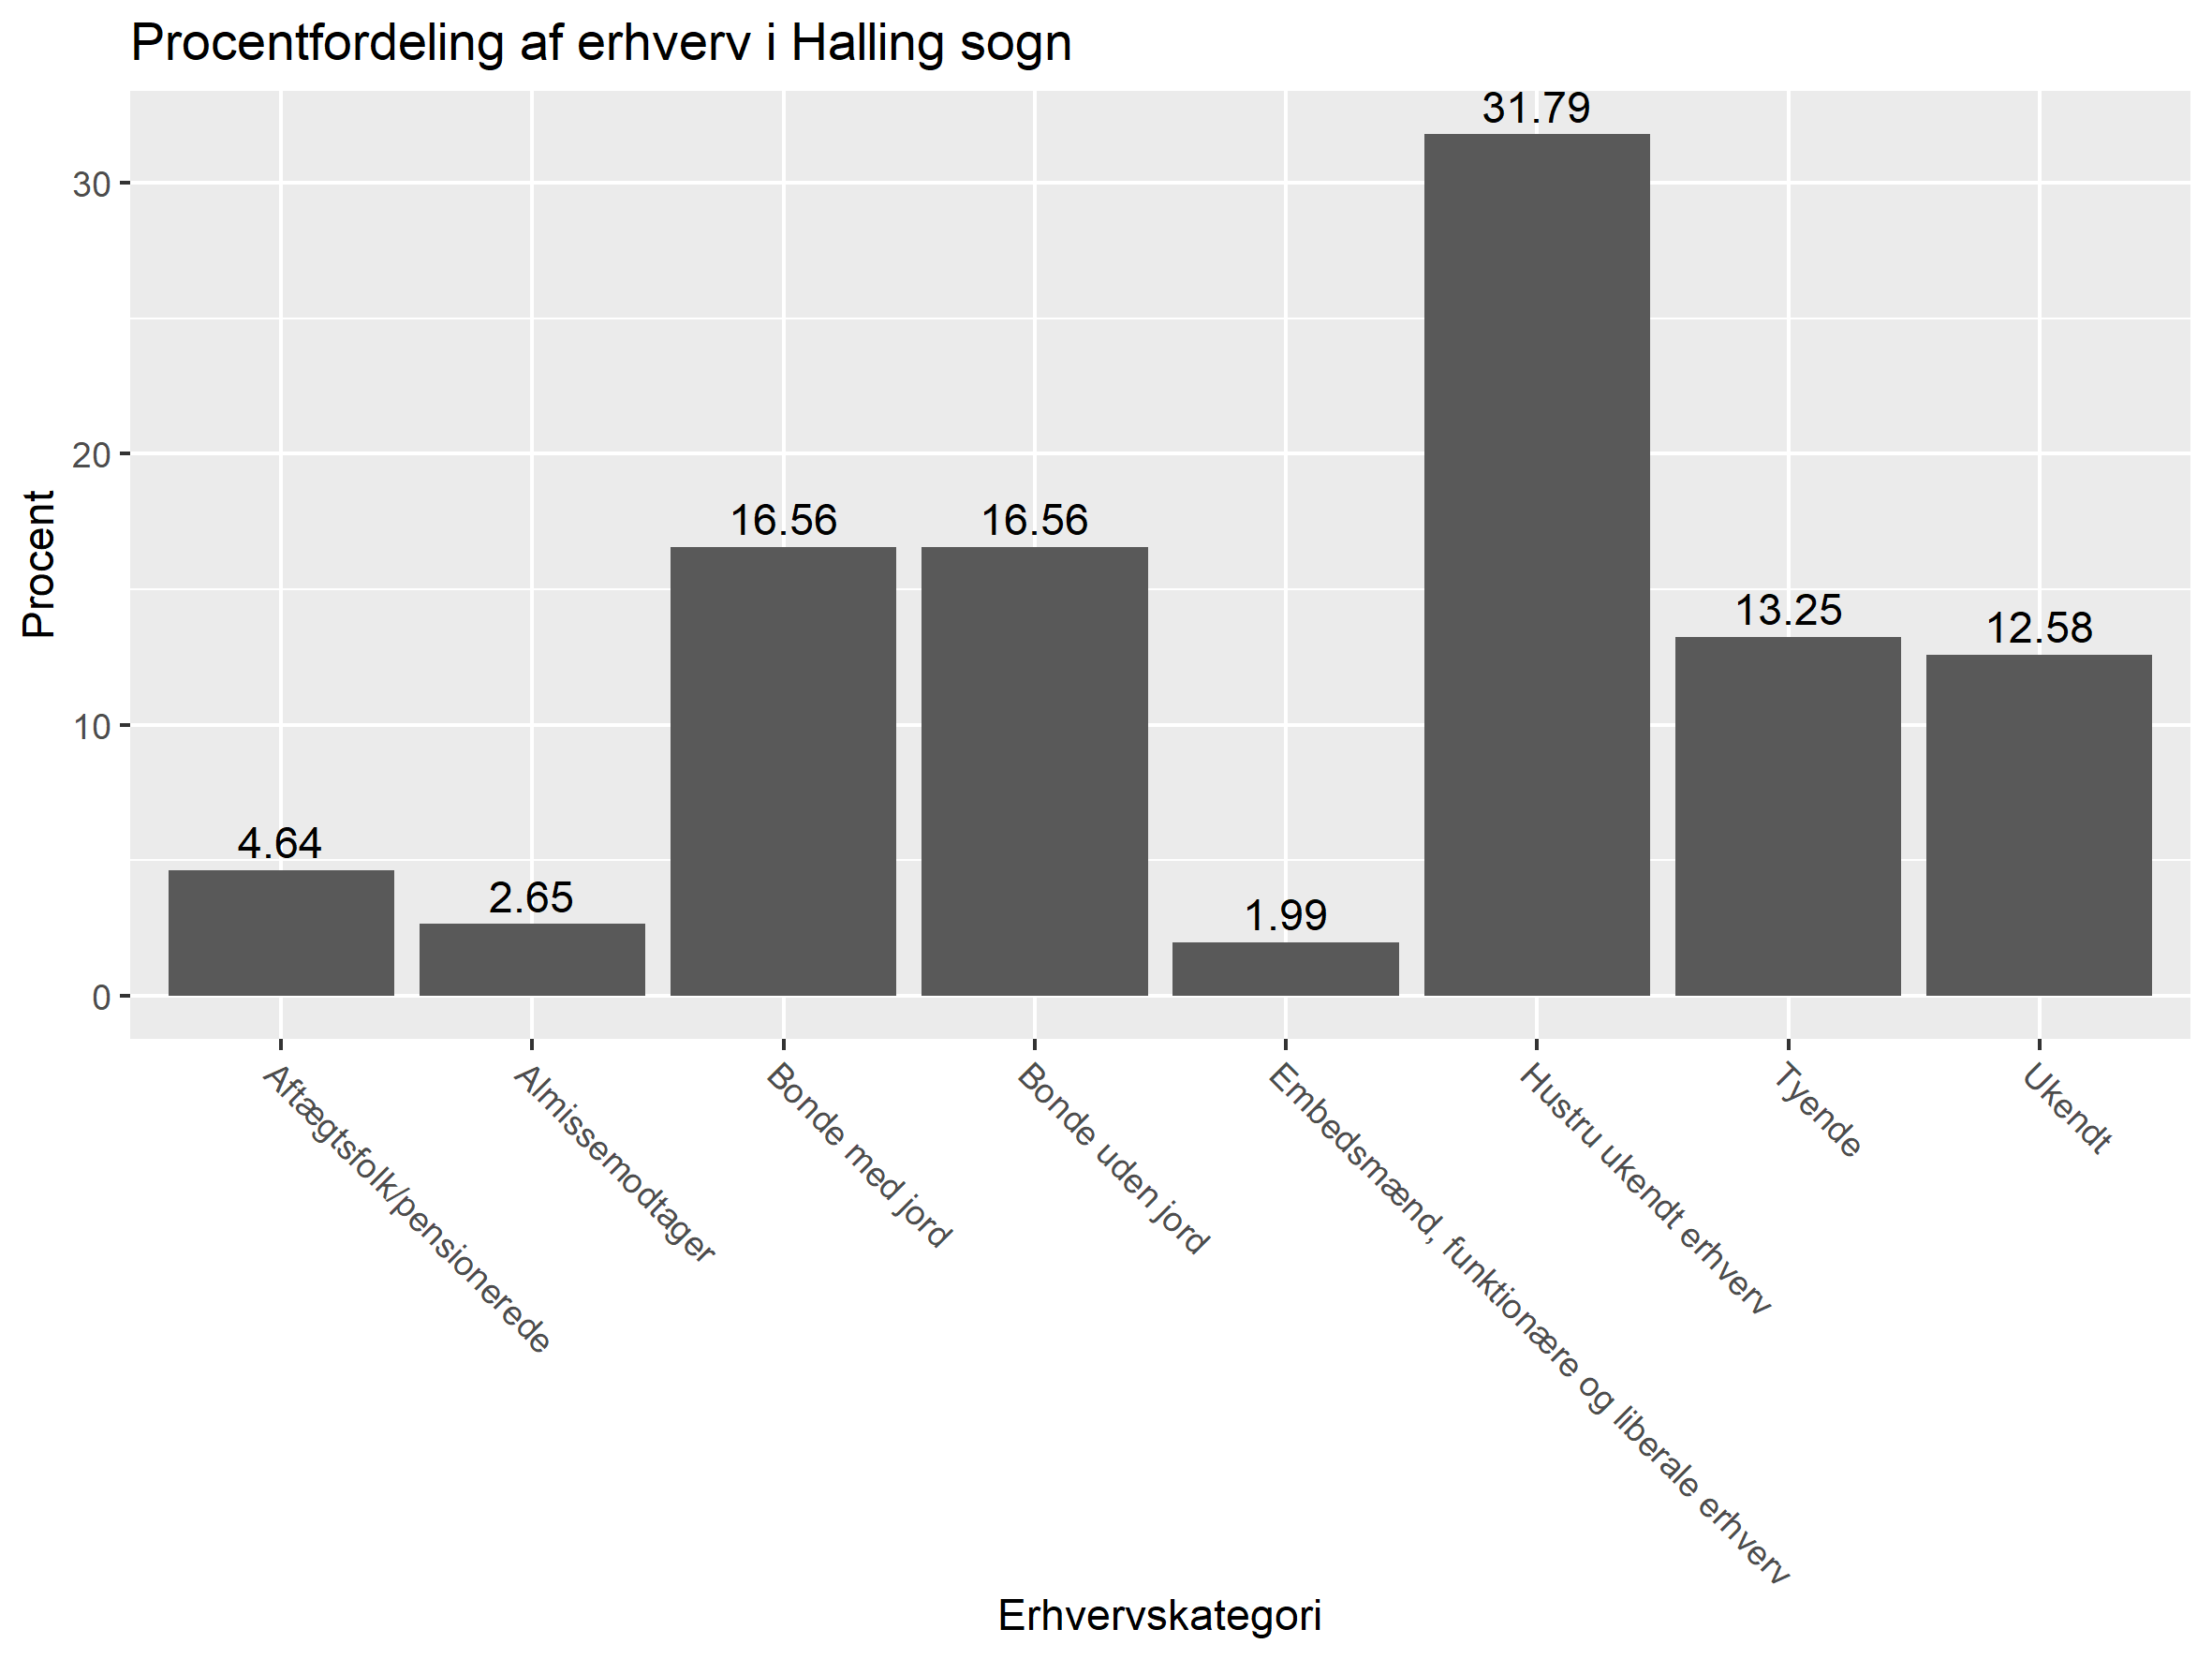 Procentfordeling af erhverv i Halling sogn
Procent
30
20
10
0
4.64
2.65
16.56
16.56
1.99
31.79
13.25
12.58
Aftægtsfolk/pensionerede
Almissemodtager
Bonde med jord
Bonde uden jord
Embedsmænd, funktionære og liberale erhverv
Hustru ukendt erhverv
Tyende
Ukendt
Erhvervskategori